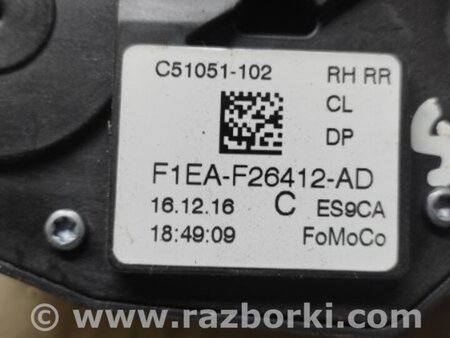 C51051-102 RH RR
CL
DP
F1EA-F26412-AD
16.12.16 C ES9CA
18:49:09 FoMoCo
© www.razborki.com